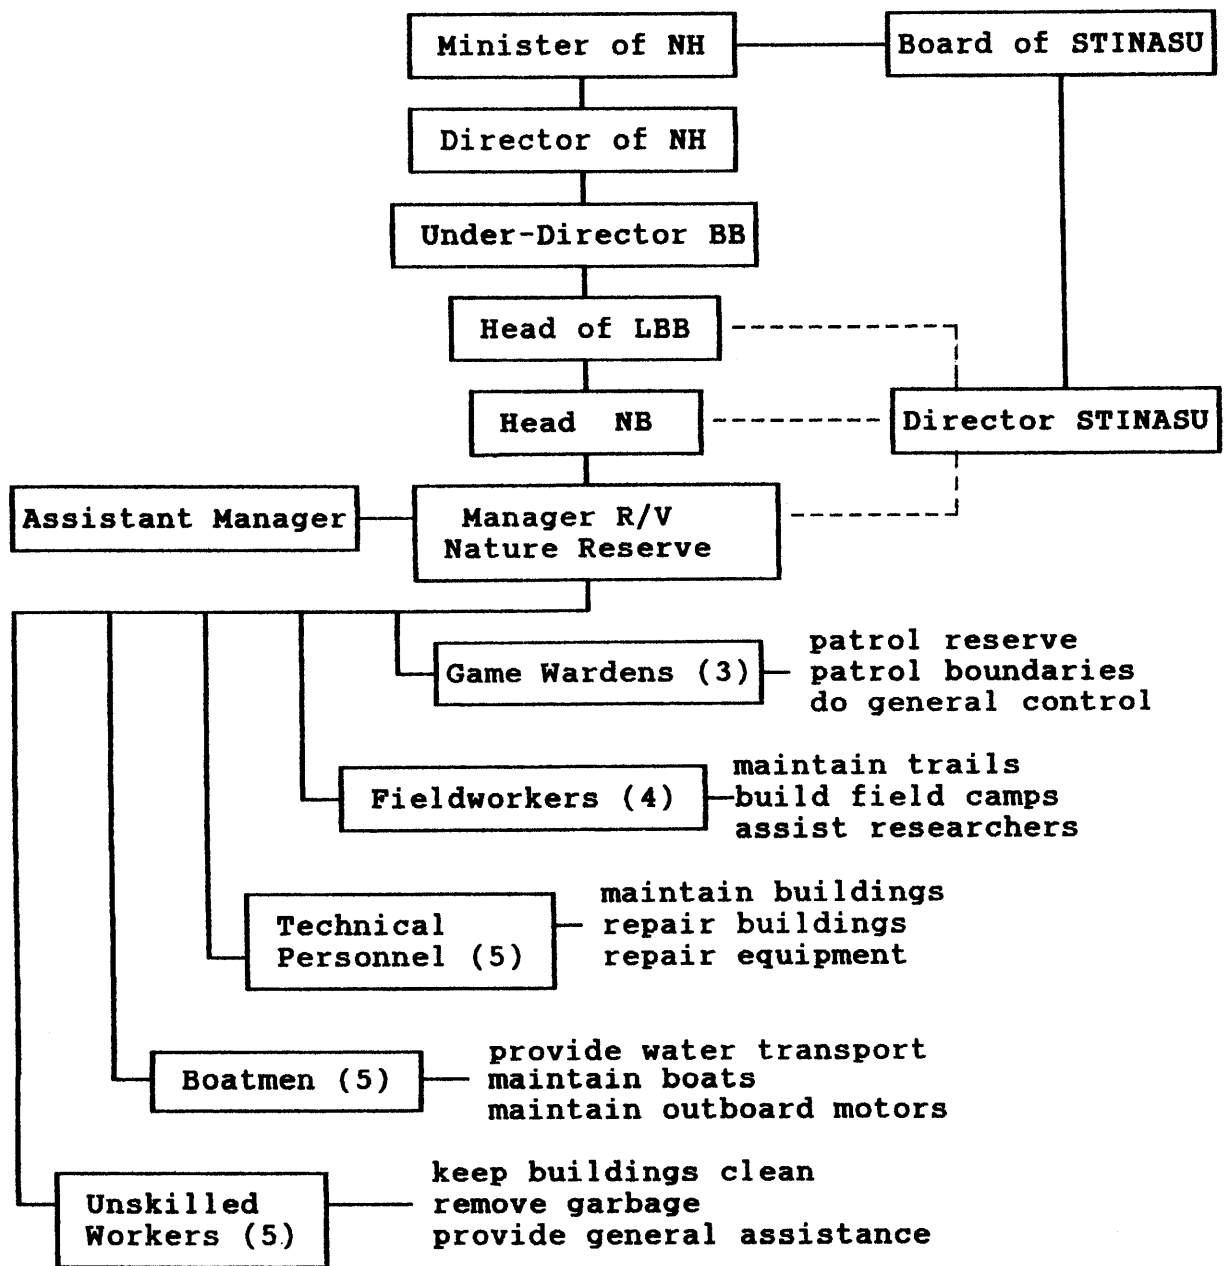 Minister of NH
Board of STINASU
Director of NH
Under-Director BB
Head of LBB
Head NB
Director STINASU
Assistant Manager
Manager R/V
Nature Reserve
Game Wardens (3)
patrol reserve
patrol boundaries
do general control
Fieldworkers (4)
maintain trails
build field camps
assist researchers
Technical
Personnel (5)
maintain buildings
repair buildings
repair equipment
Boatmen (5)
provide water transport
maintain boats
maintain outboard motors
Unskilled
Workers (5)
keep buildings clean
remove garbage
provide general assistance